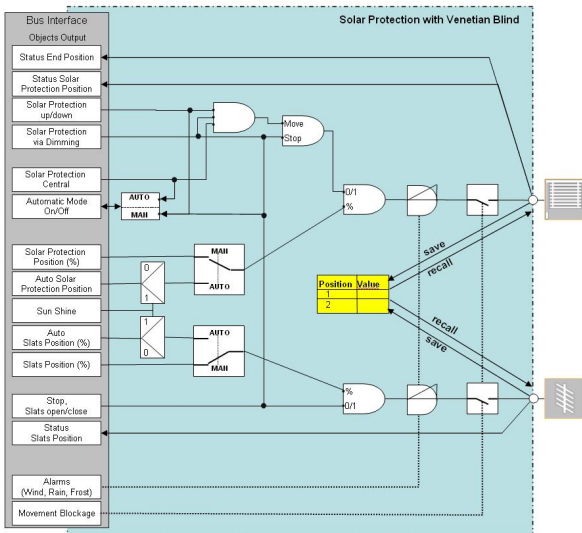 Bus Interface
Solar Protection with Venetian Blind
Objects Output
Status End Position
Status Solar
Protection Position
Solar Protection
up/down
Solar Protection
via Dimming
Move
Stop
Solar Protection
Central
Automatic Mode
On/Off
AUTO
MAN
0/1
%
Solar Protection
Position (%)
Auto Solar
Protection Position
0
1
MAN
AUTO
save
recall
Position Value
1
2
Sun Shine
Auto
Slats Position (%)
Slats Position (%)
1
0
AUTO
MAN
recall
save
Stop,
Slats open/close
%
0/1
Status
Slats Position
Alarms
(Wind, Rain, Frost)
Movement Blockage